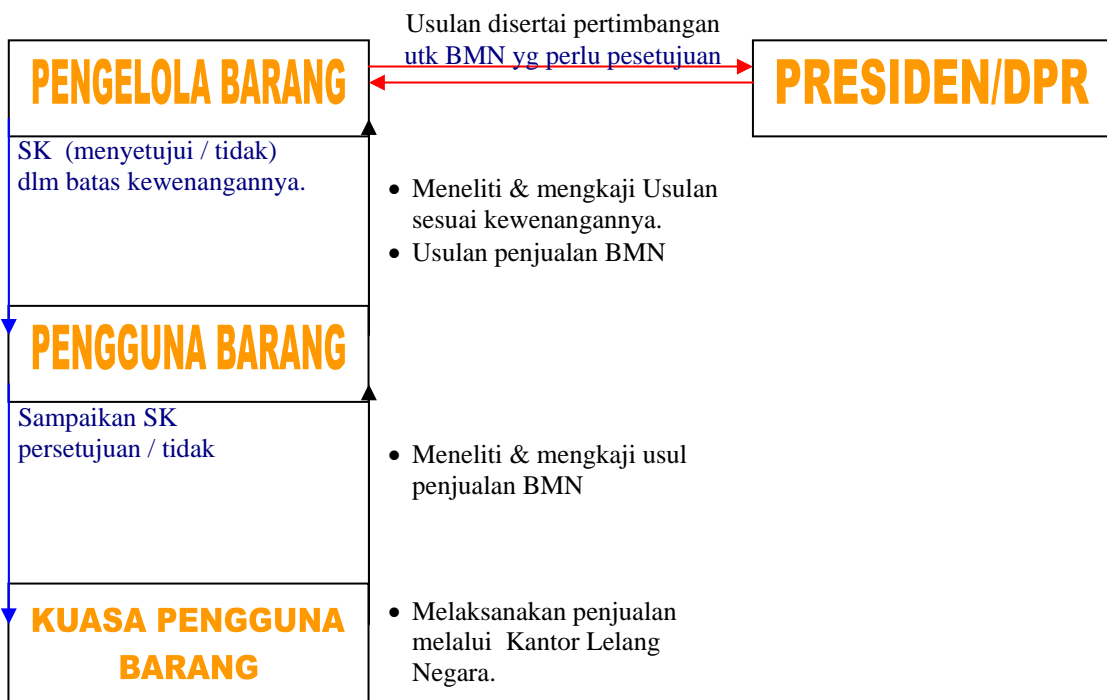 Usulan disertai pertimbangan
utk BMN yg perlu pesetujuan
PENGELOLA BARANG
PRESIDEN/DPR
SK (menyetujui / tidak)
dlm batas kewenangannya.
• Meneliti & mengkaji Usulan
sesuai kewenangannya.
• Usulan penjualan BMN
PENGGUNA BARANG
Sampaikan SK
persetujuan / tidak
• Meneliti & mengkaji usul
penjualan BMN
KUASA PENGGUNA
BARANG
• Melaksanakan penjualan
melalui Kantor Lelang
Negara.